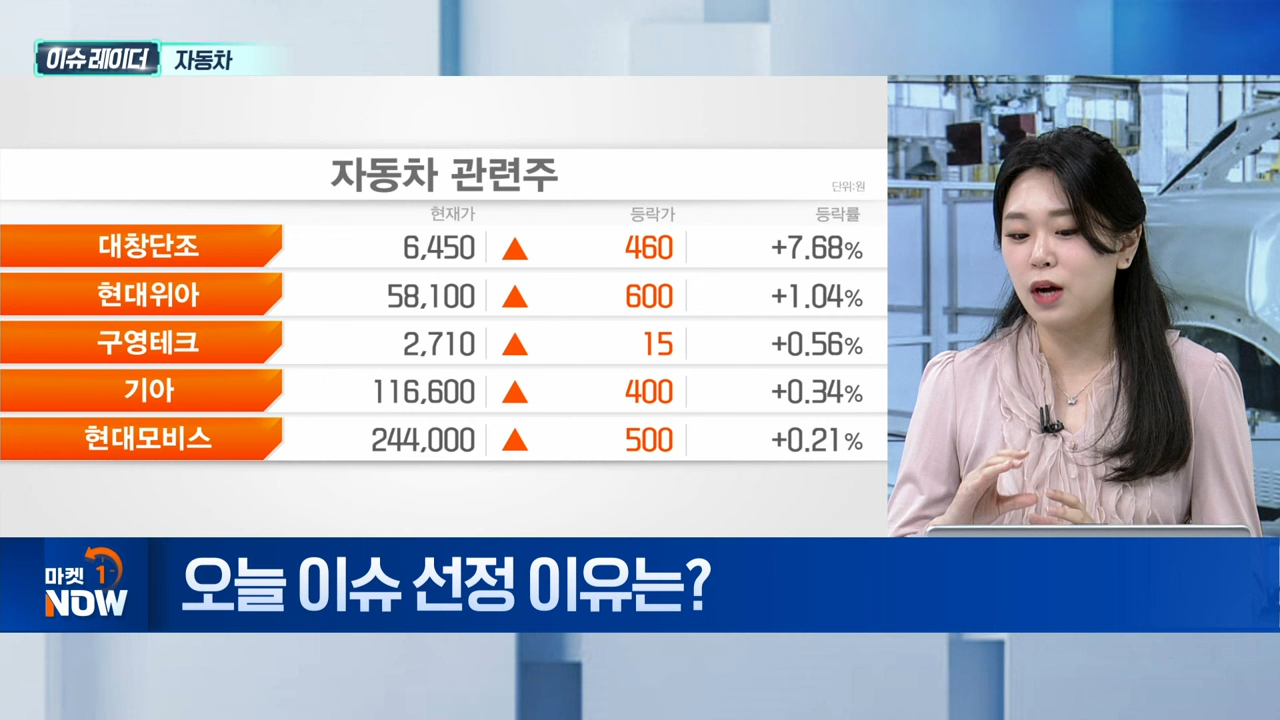 이슈 레이더 자동차
자동차 관련주
단위:원
현재가 등락가 등락률
대창단조 6,450 ▲ 460 +7.68%
현대위아 58,100 ▲ 600 +1.04%
구영테크 2,710 ▲ 15 +0.56%
기아 116,600 ▲ 400 +0.34%
현대모비스 244,000 ▲ 500 +0.21%
마켓 1
NOW
오늘 이슈 선정 이유는?